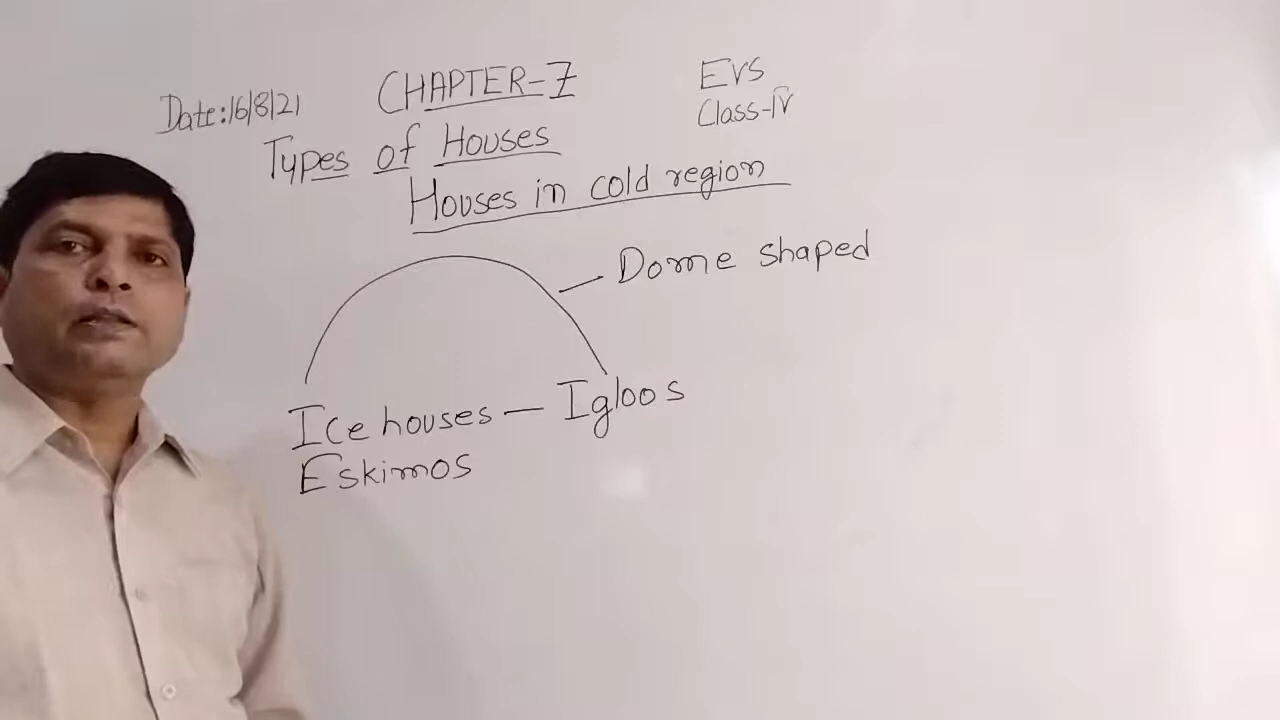 Date:16/8/21 CHAPTER-7 EVS
Class-IV
Types of Houses
Houses in cold region
Dome shaped
Ice houses — Igloos
Eskimos